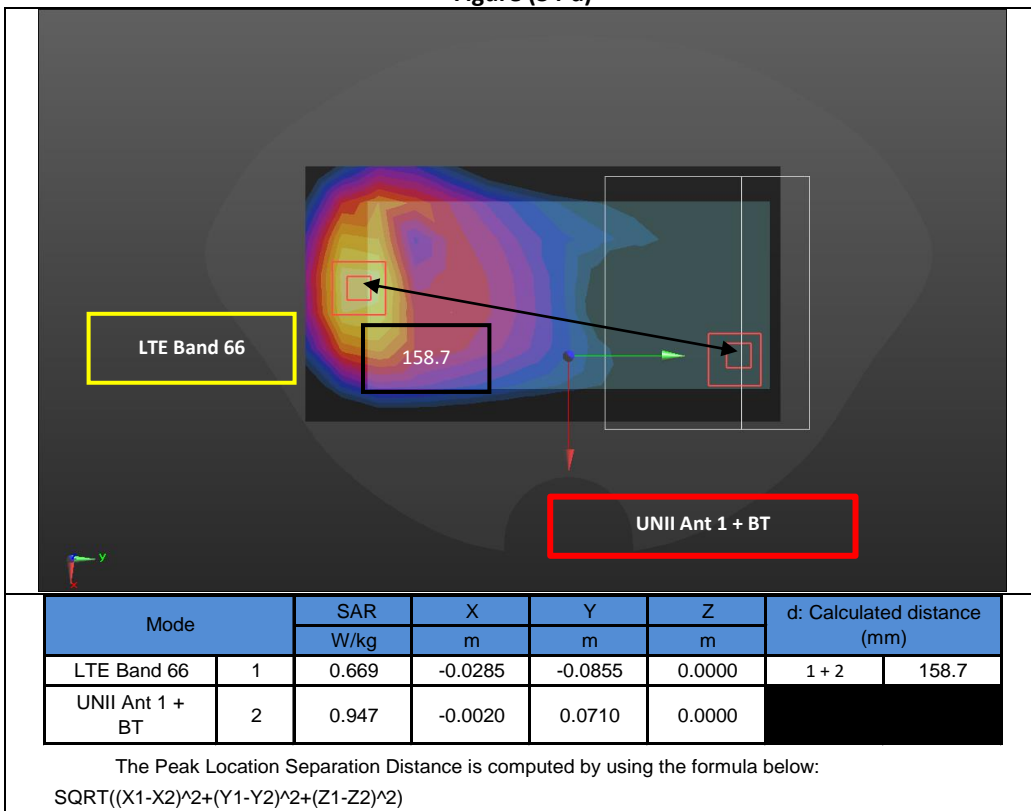 LTE Band 66
158.7
UNII Ant 1 + BT
y
x
Mode SAR X Y Z d: Calculated distance (mm)
W/kg m m m
LTE Band 66 1 0.669 -0.0285 -0.0855 0.0000 1 + 2 158.7
UNII Ant 1 + BT 2 0.947 -0.0020 0.0710 0.0000
The Peak Location Separation Distance is computed by using the formula below:
SQRT((X1-X2)^2+(Y1-Y2)^2+(Z1-Z2)^2)